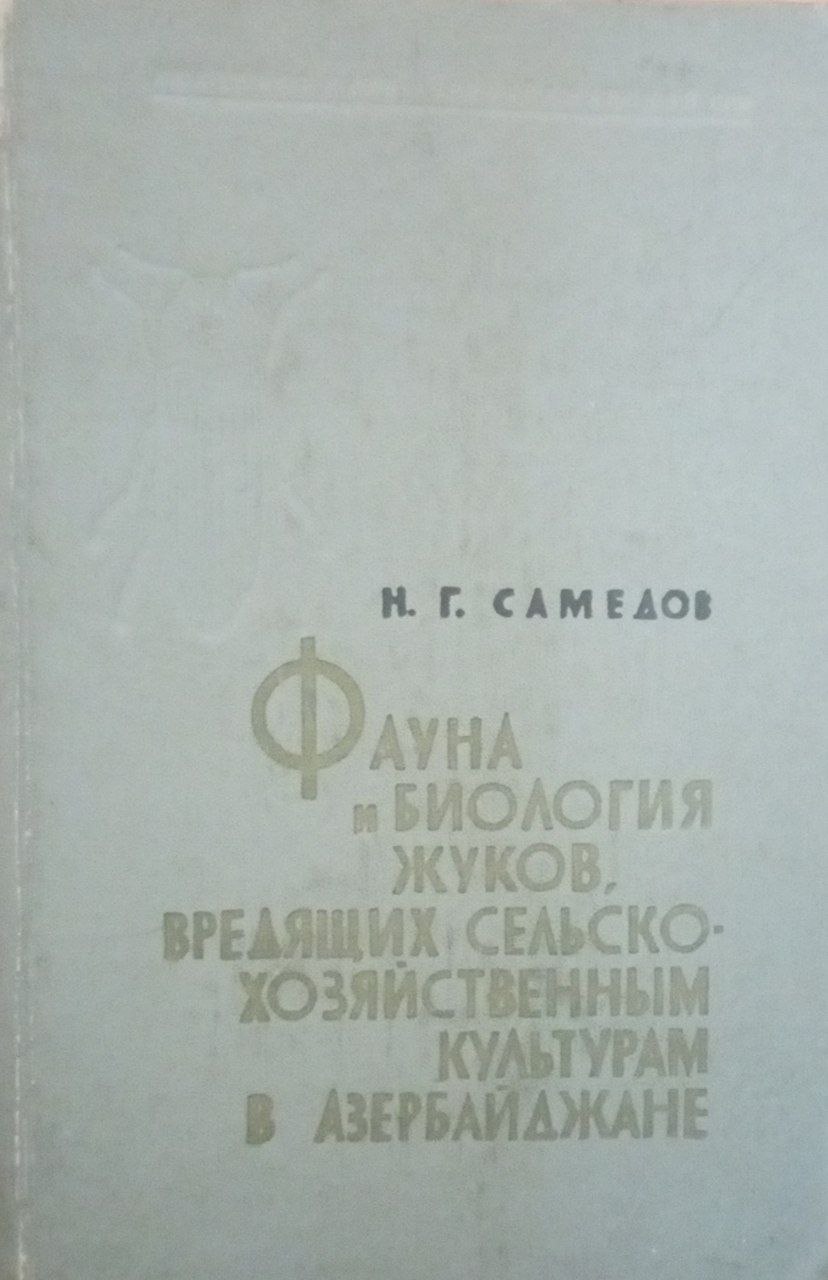 Н. Г. САМЕДОВ
ФАУНА
и БИОЛОГИЯ
ЖУКОВ,
ВРЕДЯЩИХ СЕЛЬСКО-
ХОЗЯЙСТВЕННЫМ
КУЛЬТУРАМ
В АЗЕРБАЙДЖАНЕ